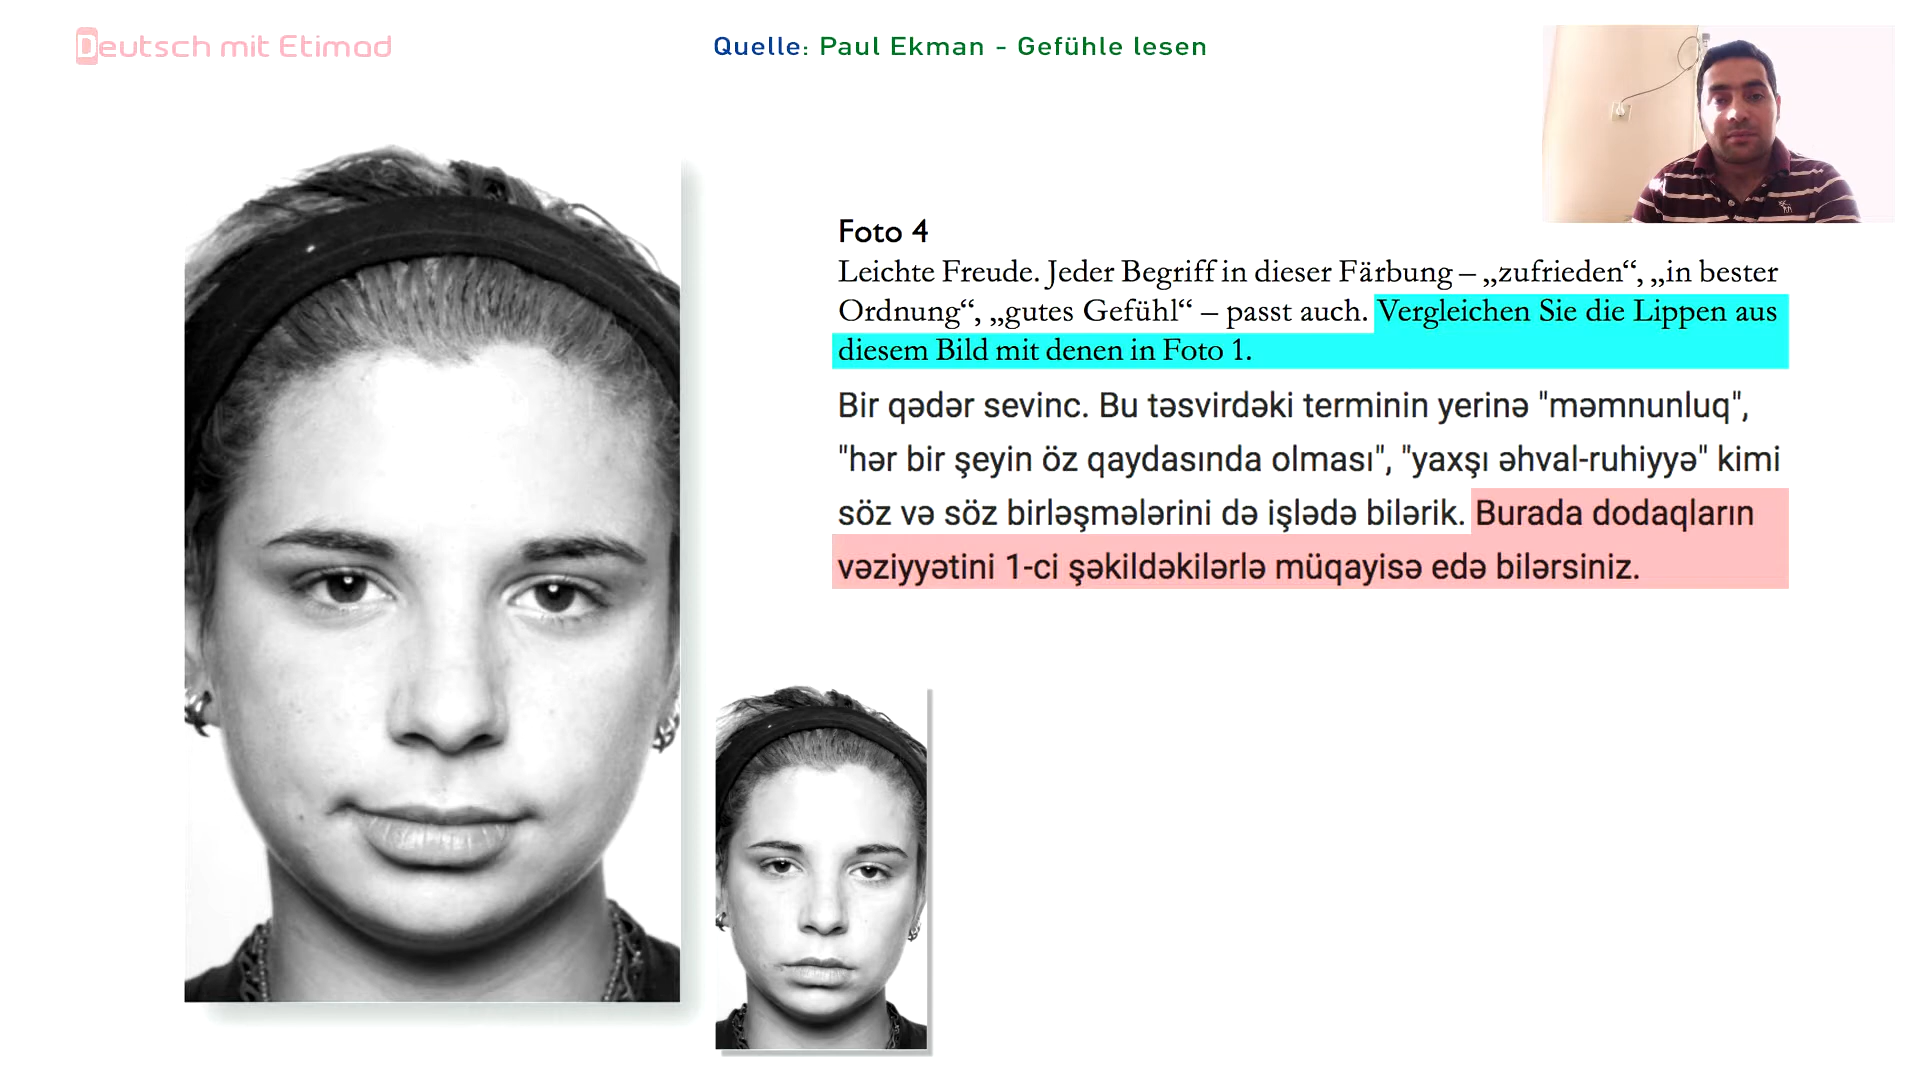 Deutsch mit Etimad
Quelle: Paul Ekman - Gefühle lesen
Foto 4
Leichte Freude. Jeder Begriff in dieser Färbung – „zufrieden“, „in bester
Ordnung“, „gutes Gefühl“ – passt auch. Vergleichen Sie die Lippen aus
diesem Bild mit denen in Foto 1.
Bir qədər sevinc. Bu təsvirdəki terminin yerinə "məmnunluq",
"hər bir şeyin öz qaydasında olması", "yaxşı əhval-ruhiyyə" kimi
söz və söz birləşmələrini də işlədə bilərik. Burada dodaqların
vəziyyətini 1-ci şəkildəkilərlə müqayisə edə bilərsiniz.